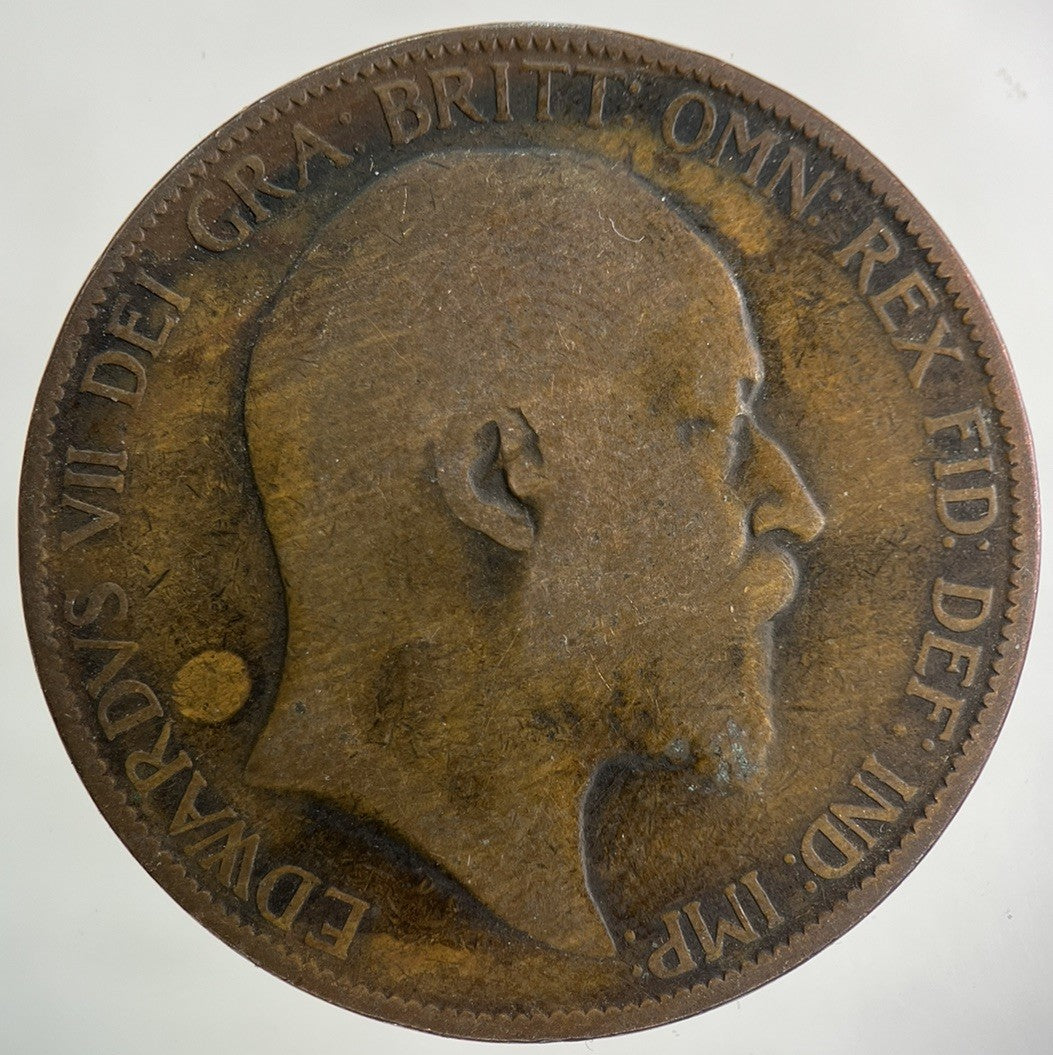 EDWARDVS VII DEI GRA: BRITT: OMN: REX FID: DEF: IND: IMP: